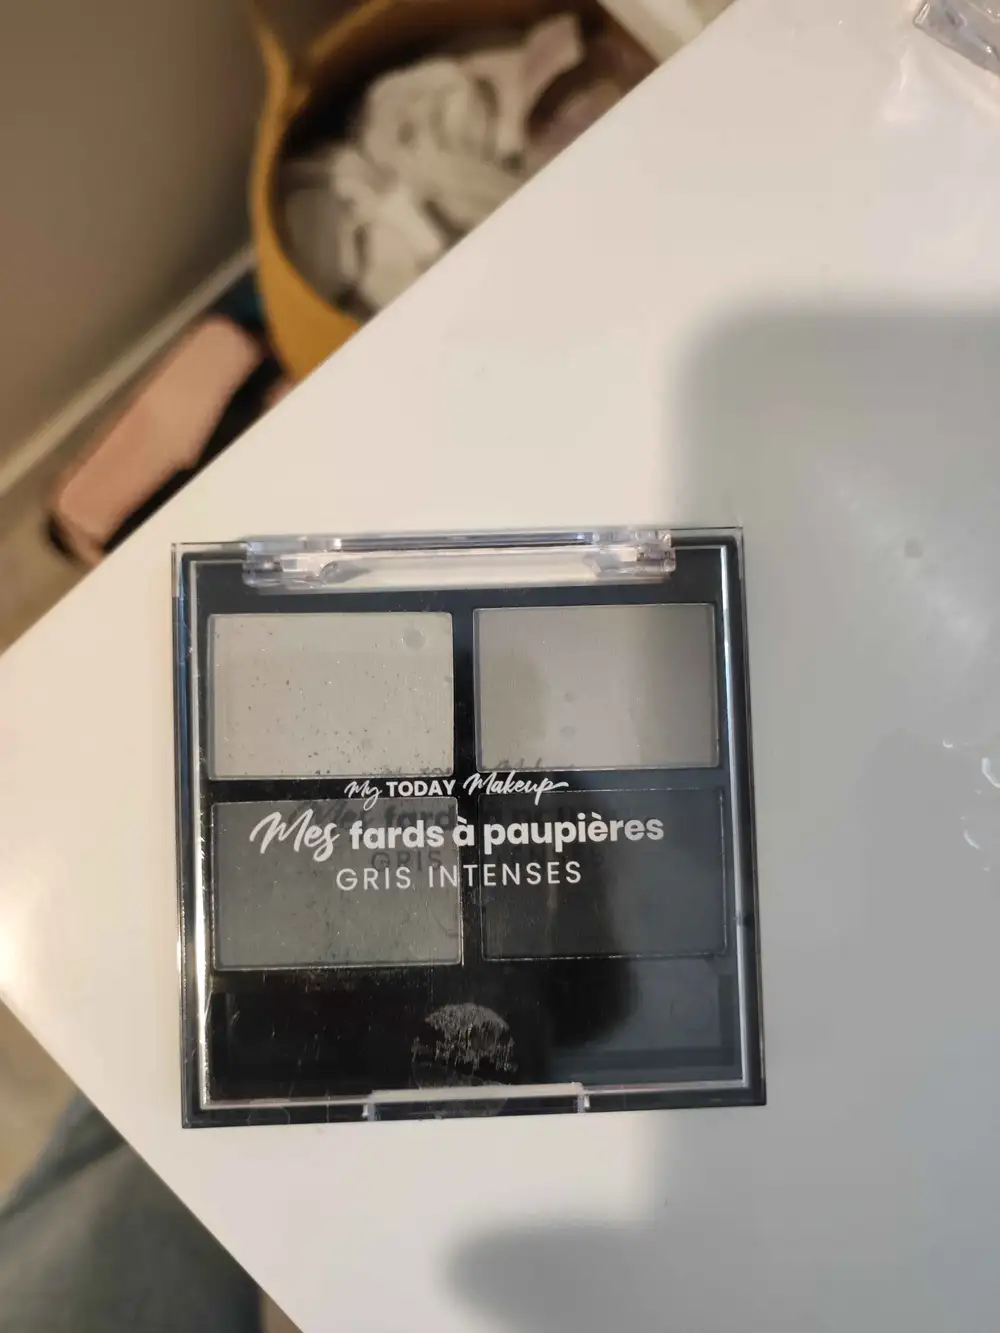 My TODAY Makeup
Mes fards à paupières
GRIS INTENSES